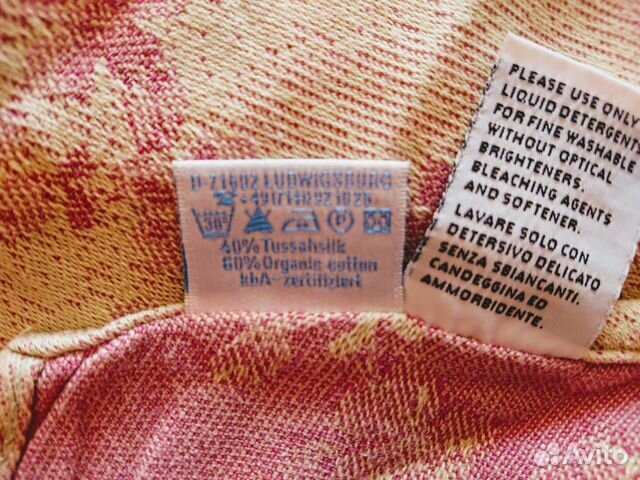 D-71602 LUDWIGSBURG
30°
40% Tussahsilk
60% Organic cotton
kbA-zertifiziert
PLEASE USE ONLY
LIQUID DETERGENTS
FOR FINE WASHABLE
WITHOUT OPTICAL
BRIGHTENERS.
BLEACHING AGENTS
AND SOFTENER.
LAVARE SOLO CON
DETERSIVO DELICATO
SENZA SBIANCANTI.
CANDEGGINA ED
AMMORBIDENTE.
Avito